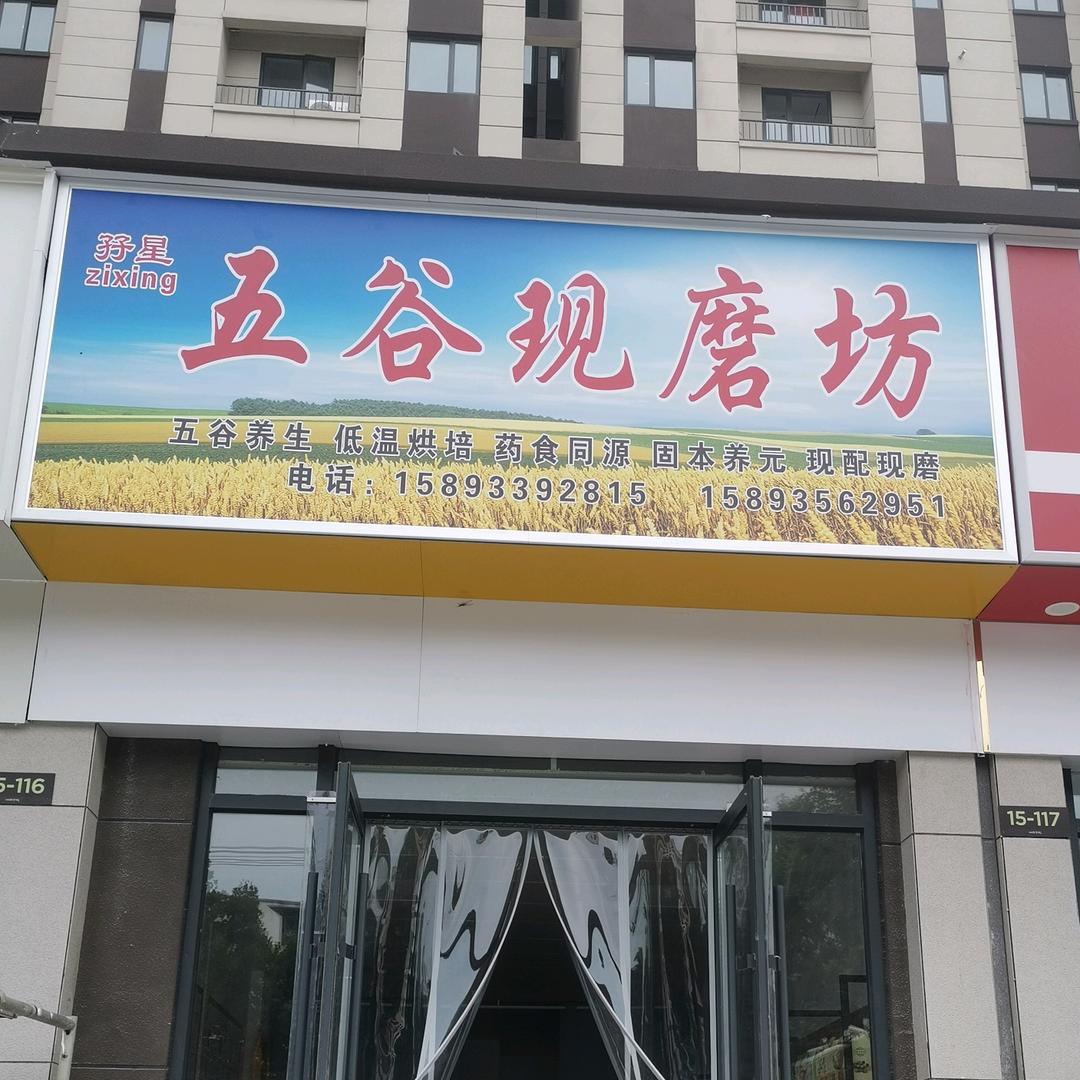 孖星
zixing
五谷现磨坊
五谷养生 低温烘培 药食同源 固本养元 现配现磨
电话：15893392815 15893562951
5-116
15-117